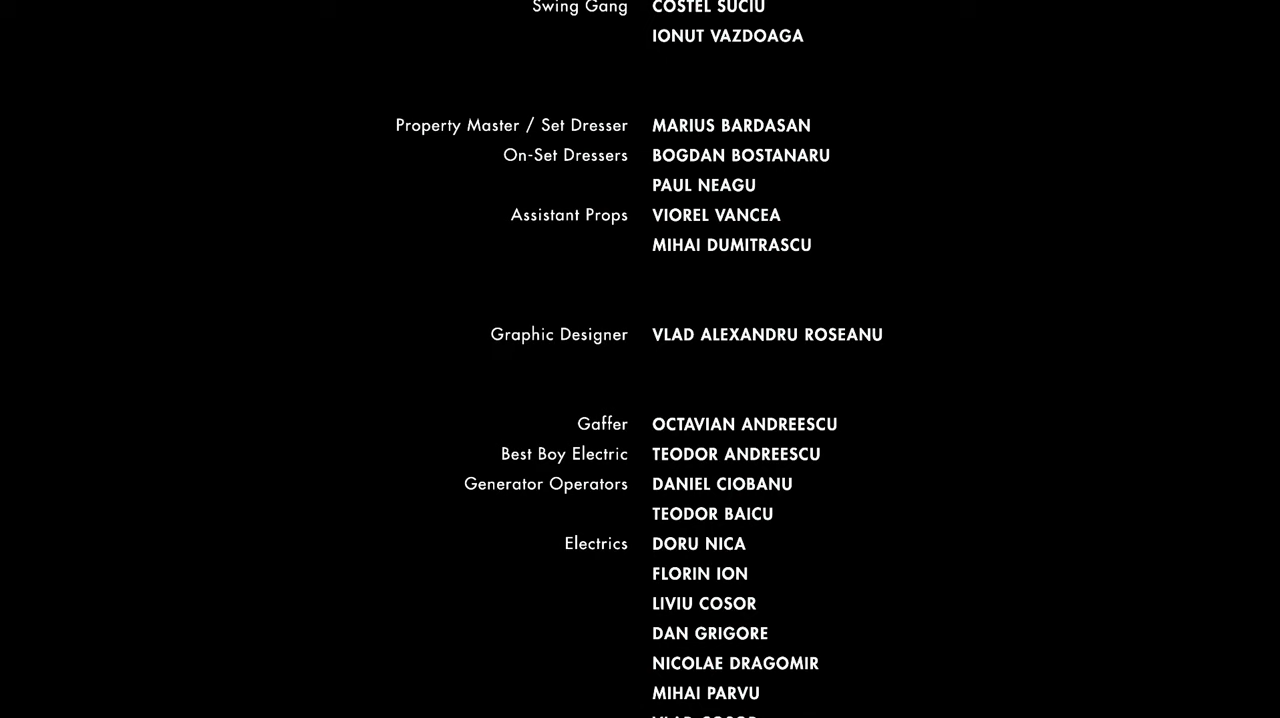 Swing Gang COSTEL SUCIU
IONUT VAZDOAGA
Property Master / Set Dresser MARIUS BARDASAN
On-Set Dressers BOGDAN BOSTANARU
PAUL NEAGU
Assistant Props VIOREL VANCEA
MIHAI DUMITRASCU
Graphic Designer VLAD ALEXANDRU ROSEANU
Gaffer OCTAVIAN ANDREESCU
Best Boy Electric TEODOR ANDREESCU
Generator Operators DANIEL CIOBANU
TEODOR BAICU
Electrics DORU NICA
FLORIN ION
LIVIU COSOR
DAN GRIGORE
NICOLAE DRAGOMIR
MIHAI PARVU